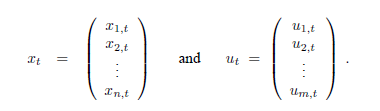 x_t = ( x_{1,t} x_{2,t} ⋮ x_{n,t} ) and u_t = ( u_{1,t} u_{2,t} ⋮ u_{m,t} ) .